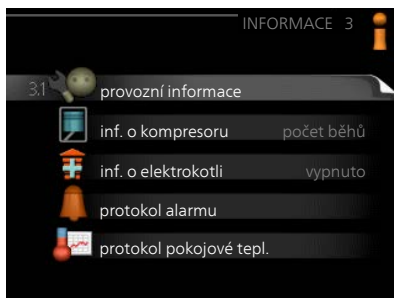 INFORMACE 3
3.1 provozní informace
inf. o kompresoru počet běhů
inf. o elektrokotli vypnuto
protokol alarmu
protokol pokojové tepl.